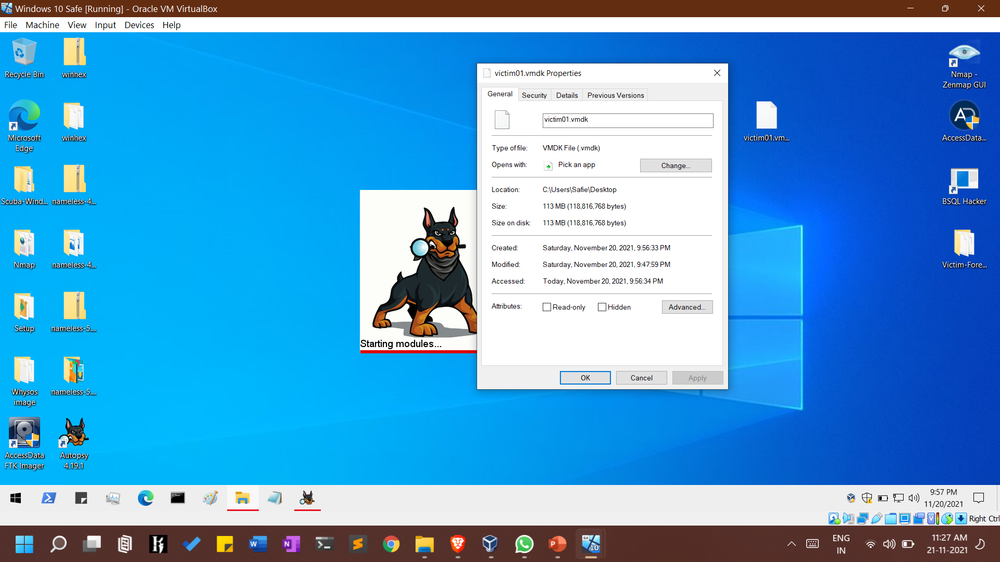 Windows 10 Safe [Running] - Oracle VM VirtualBox
File Machine View Input Devices Help
Recycle Bin
winhex
Microsoft
Edge
winhex
Scuba-Wind...
nameless-4...
Nmap
nameless-4...
Setup
nameless-5....
Whysos
image
nameless-5....
AccessData
FTK Imager
Autopsy
4.19.1
Starting modules...
victim01.vmdk Properties
General Security Details Previous Versions
victim01.vmdk
Type of file: VMDK File (.vmdk)
Opens with: Pick an app Change...
Location: C:\Users\Safie\Desktop
Size: 113 MB (118,816,768 bytes)
Size on disk: 113 MB (118,816,768 bytes)
Created: Saturday, November 20, 2021, 9:56:33 PM
Modified: Saturday, November 20, 2021, 9:47:59 PM
Accessed: Today, November 20, 2021, 9:56:34 PM
Attributes: Read-only Hidden Advanced...
OK Cancel Apply
victim01.vm...
Nmap -
Zenmap GUI
AD
AccessData...
BSQL Hacker
Victim-Fore...
9:57 PM
11/20/2021
Right Ctrl
ENG
IN
11:27 AM
21-11-2021